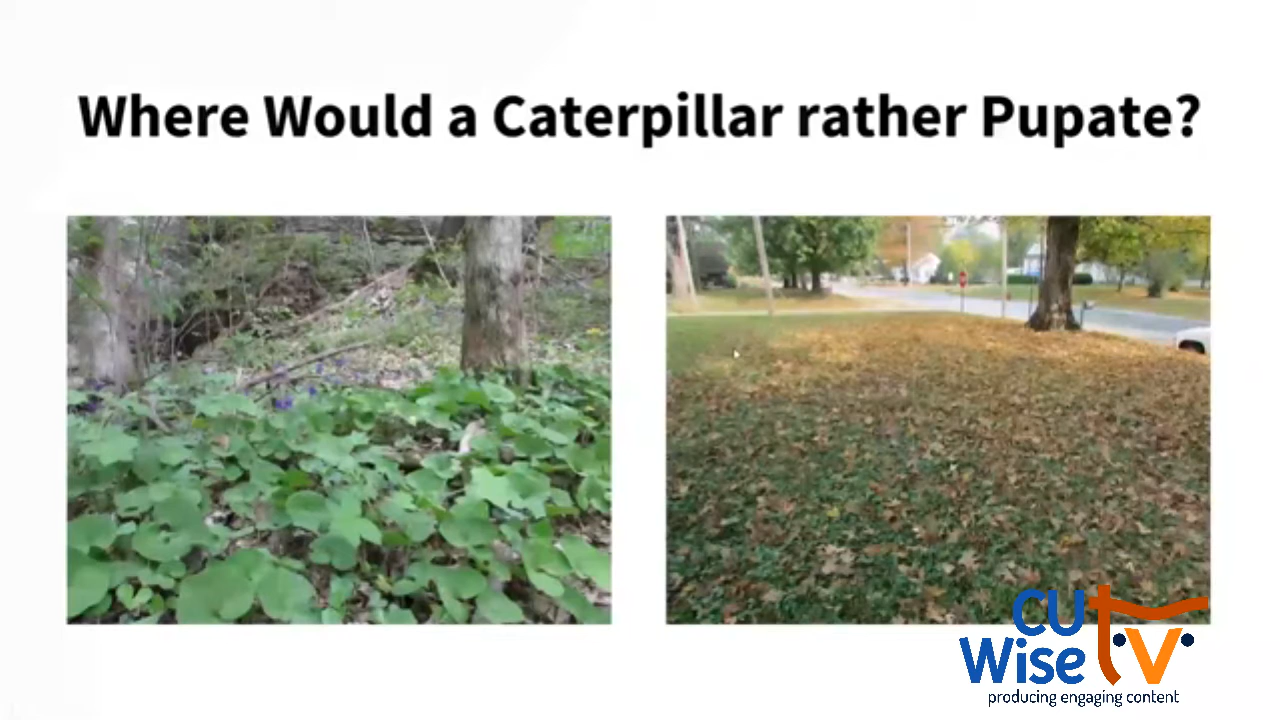 Where Would a Caterpillar rather Pupate?
CU
Wise TV
producing engaging content